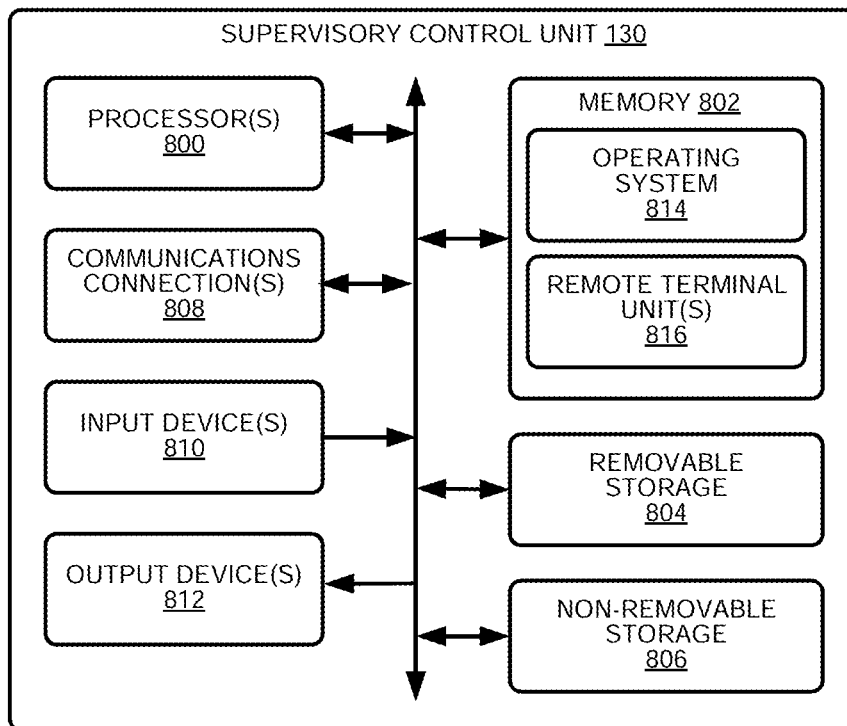 SUPERVISORY CONTROL UNIT 130
PROCESSOR(S)
800
COMMUNICATIONS
CONNECTION(S)
808
INPUT DEVICE(S)
810
OUTPUT DEVICE(S)
812
MEMORY 802
OPERATING
SYSTEM
814
REMOTE TERMINAL
UNIT(S)
816
REMOVABLE
STORAGE
804
NON-REMOVABLE
STORAGE
806